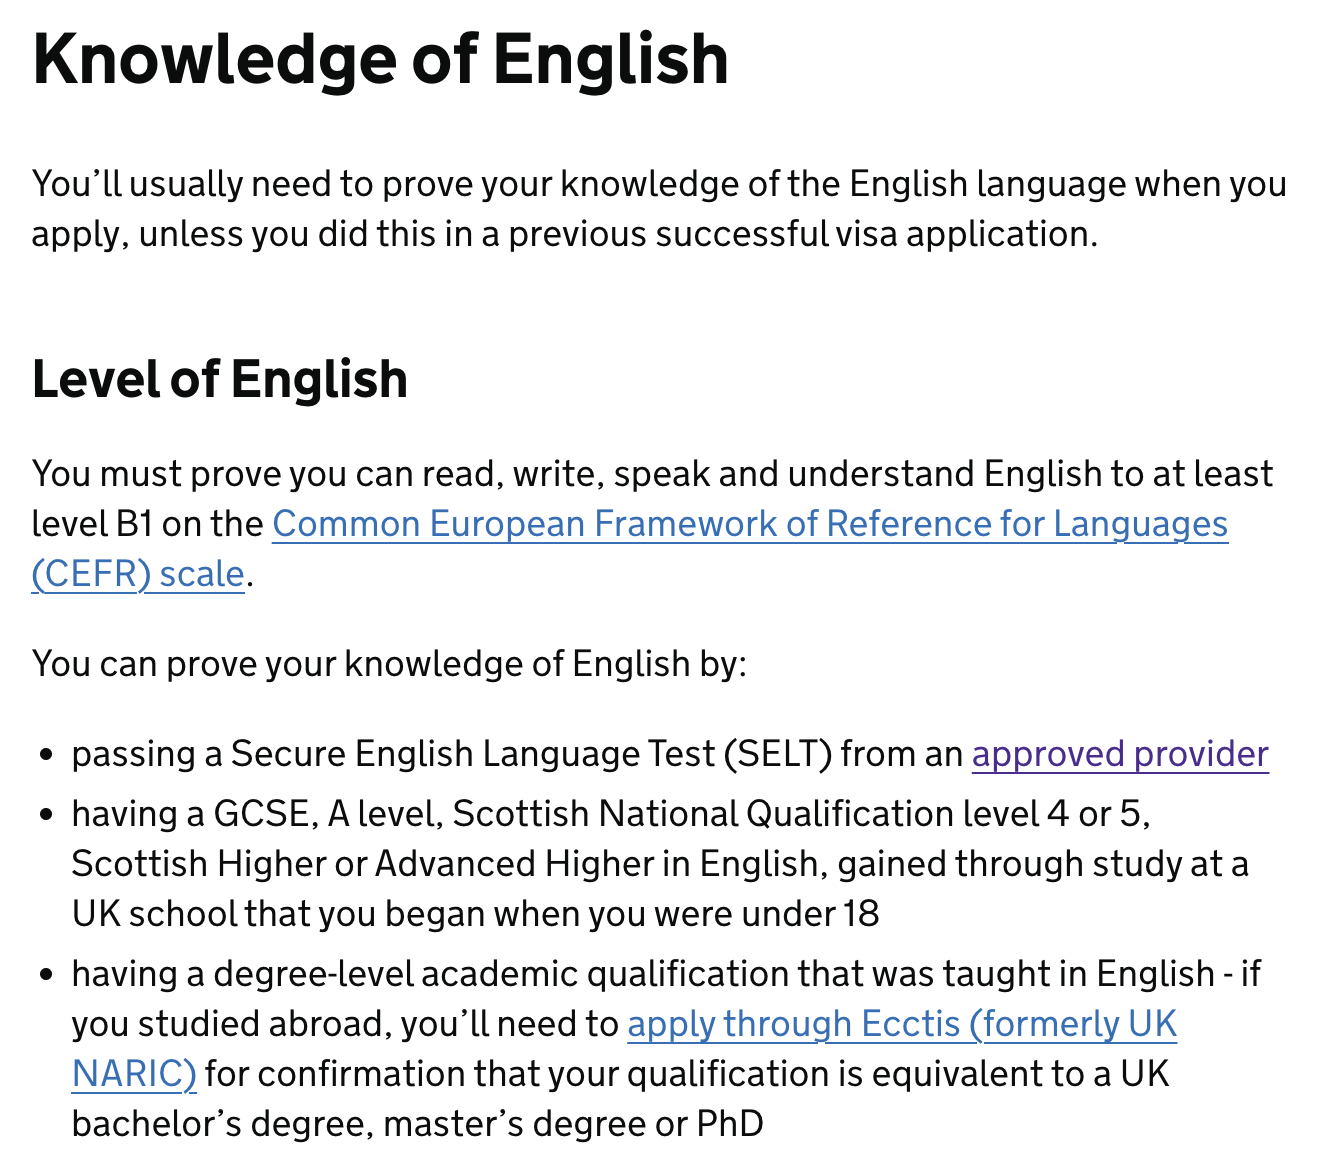 Knowledge of English
You’ll usually need to prove your knowledge of the English language when you
apply, unless you did this in a previous successful visa application.
Level of English
You must prove you can read, write, speak and understand English to at least
level B1 on the Common European Framework of Reference for Languages
(CEFR) scale.
You can prove your knowledge of English by:
• passing a Secure English Language Test (SELT) from an approved provider
• having a GCSE, A level, Scottish National Qualification level 4 or 5,
Scottish Higher or Advanced Higher in English, gained through study at a
UK school that you began when you were under 18
• having a degree-level academic qualification that was taught in English - if
you studied abroad, you’ll need to apply through Ecctis (formerly UK
NARIC) for confirmation that your qualification is equivalent to a UK
bachelor’s degree, master’s degree or PhD